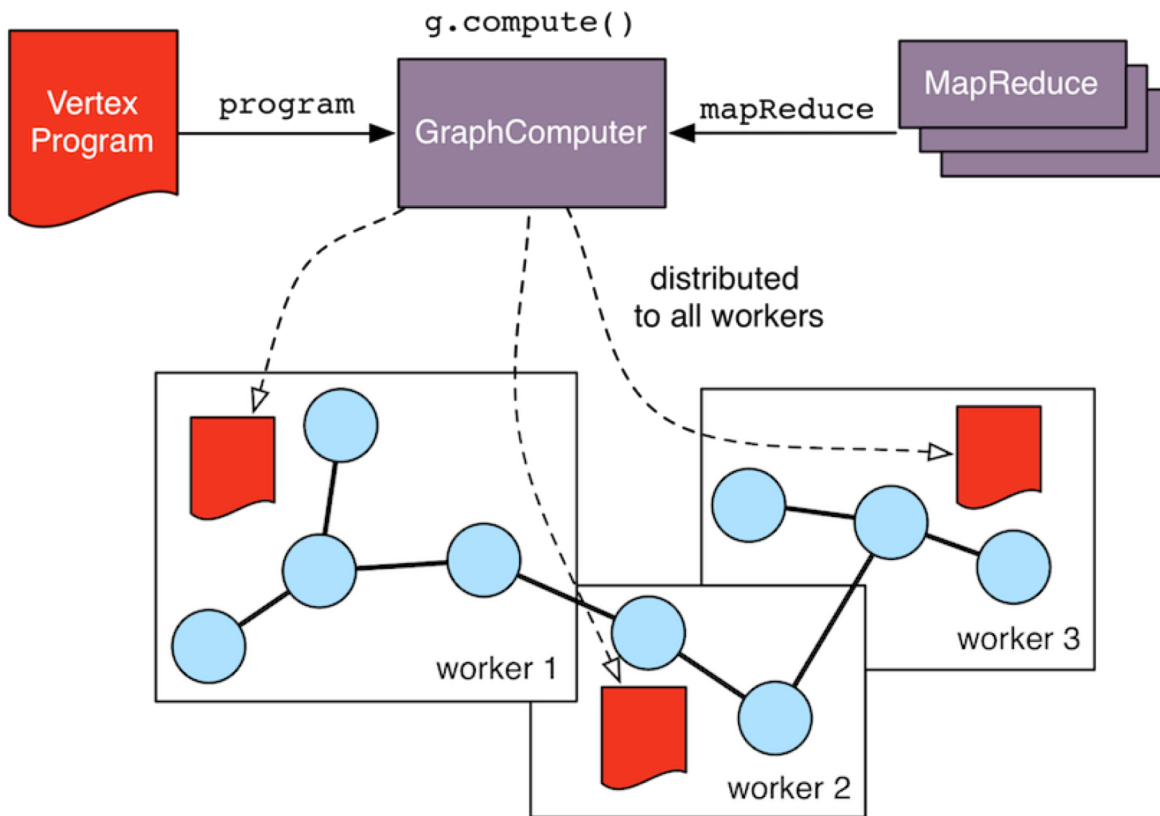 g.compute()
Vertex
Program
program
GraphComputer
mapReduce
MapReduce
distributed
to all workers
worker 1
worker 3
worker 2